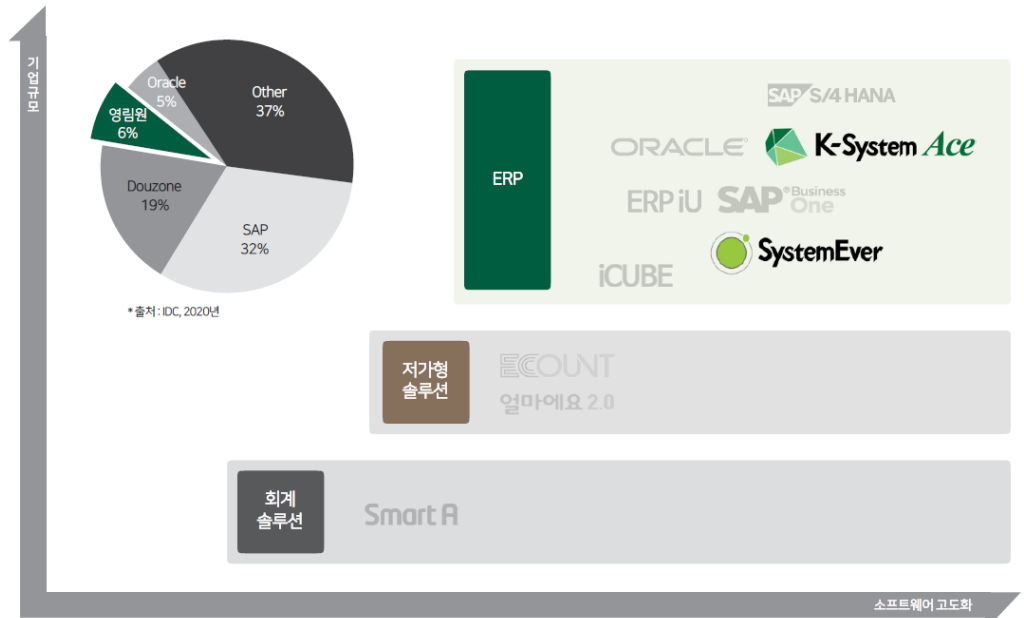 기업규모
Oracle
5%
Other
37%
영림원
6%
Douzone
19%
SAP
32%
* 출처 : IDC, 2020년
ERP
SAP S/4 HANA
ORACLE
K-System Ace
ERP iU
SAP Business One
SystemEver
iCUBE
저가형
솔루션
ECOUNT
얼마에요 2.0
회계
솔루션
Smart A
소프트웨어 고도화